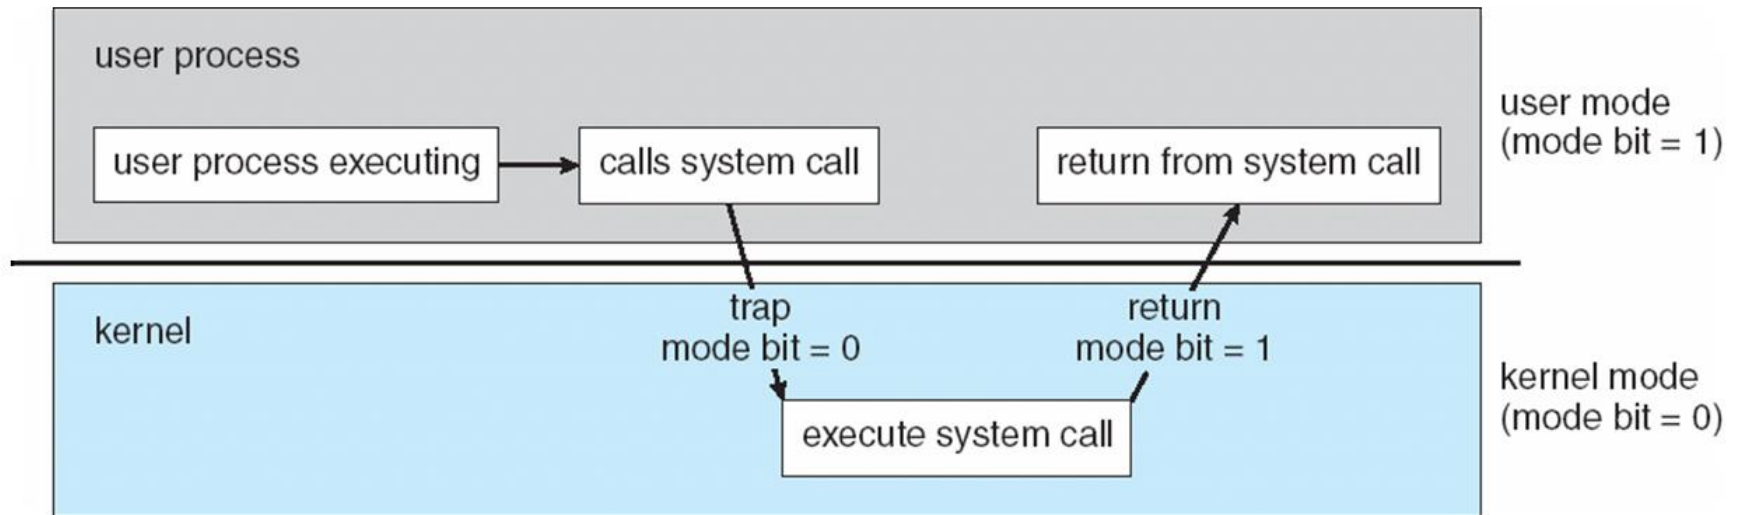 user process
user process executing
calls system call
return from system call
user mode
(mode bit = 1)
kernel
trap
mode bit = 0
return
mode bit = 1
execute system call
kernel mode
(mode bit = 0)